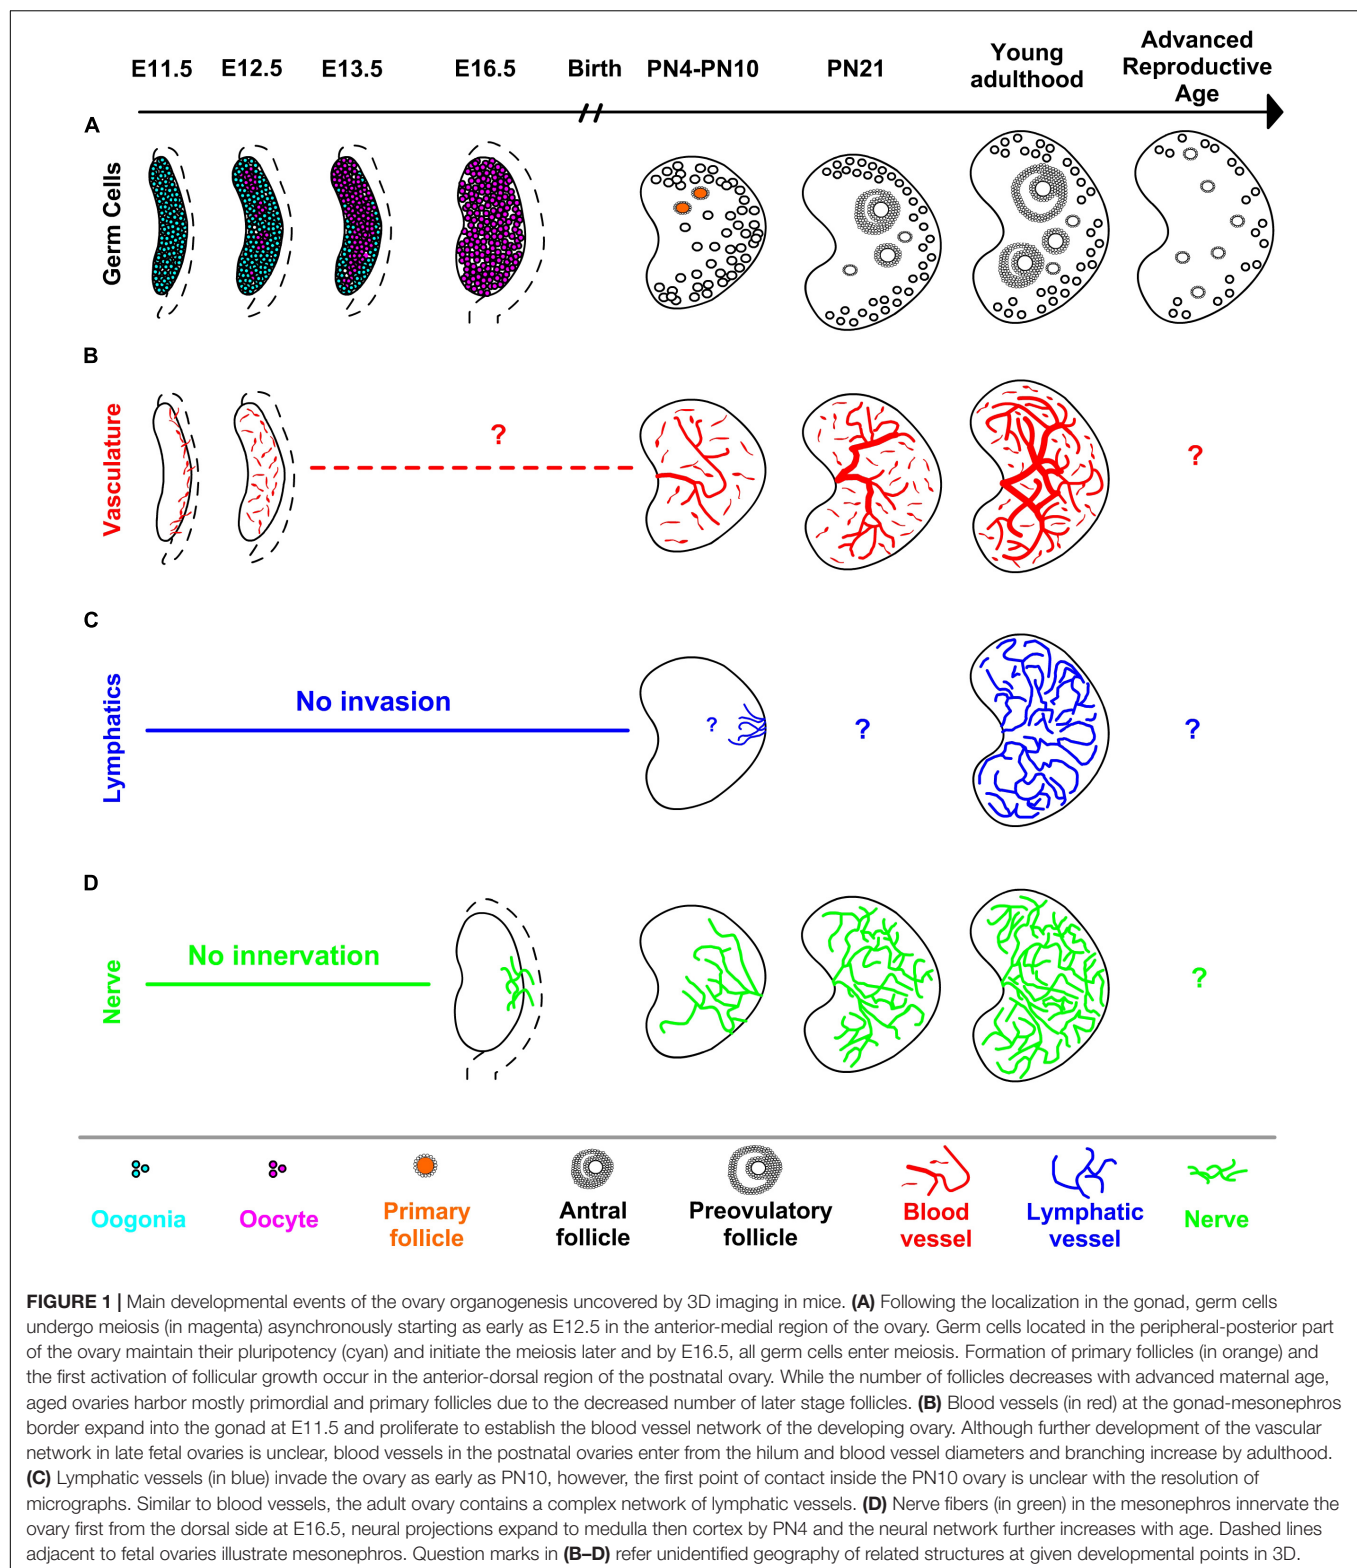 E11.5 E12.5 E13.5 E16.5 Birth PN4-PN10 PN21 Young adulthood Advanced Reproductive Age
A
Germ Cells
B
Vasculature
?
?
C
Lymphatics
No invasion
?
?
?
D
Nerve
No innervation
?
Oogonia
Oocyte
Primary
follicle
Antral
follicle
Preovulatory
follicle
Blood
vessel
Lymphatic
vessel
Nerve
FIGURE 1 | Main developmental events of the ovary organogenesis uncovered by 3D imaging in mice. (A) Following the localization in the gonad, germ cells
undergo meiosis (in magenta) asynchronously starting as early as E12.5 in the anterior-medial region of the ovary. Germ cells located in the peripheral-posterior part
of the ovary maintain their pluripotency (cyan) and initiate the meiosis later and by E16.5, all germ cells enter meiosis. Formation of primary follicles (in orange) and
the first activation of follicular growth occur in the anterior-dorsal region of the postnatal ovary. While the number of follicles decreases with advanced maternal age,
aged ovaries harbor mostly primordial and primary follicles due to the decreased number of later stage follicles. (B) Blood vessels (in red) at the gonad-mesonephros
border expand into the gonad at E11.5 and proliferate to establish the blood vessel network of the developing ovary. Although further development of the vascular
network in late fetal ovaries is unclear, blood vessels in the postnatal ovaries enter from the hilum and blood vessel diameters and branching increase by adulthood.
(C) Lymphatic vessels (in blue) invade the ovary as early as PN10, however, the first point of contact inside the PN10 ovary is unclear with the resolution of
micrographs. Similar to blood vessels, the adult ovary contains a complex network of lymphatic vessels. (D) Nerve fibers (in green) in the mesonephros innervate the
ovary first from the dorsal side at E16.5, neural projections expand to medulla then cortex by PN4 and the neural network further increases with age. Dashed lines
adjacent to fetal ovaries illustrate mesonephros. Question marks in (B–D) refer unidentified geography of related structures at given developmental points in 3D.